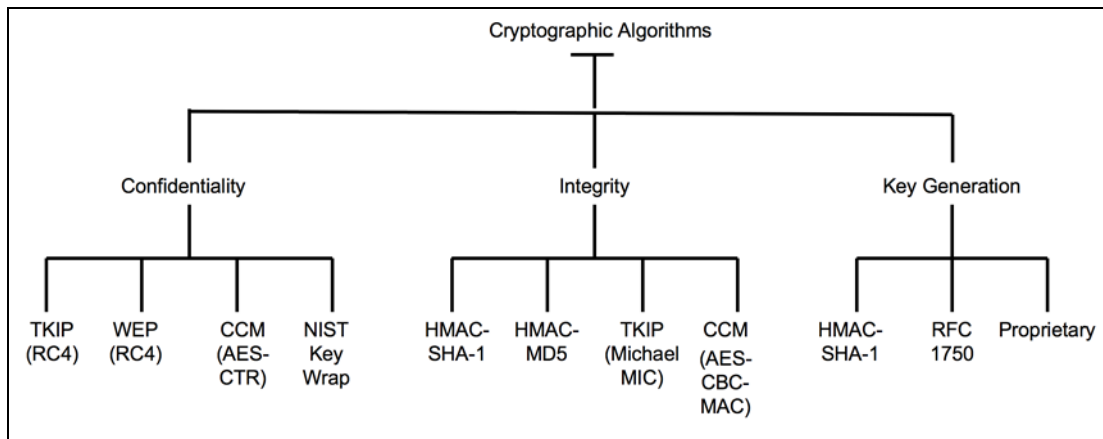 Cryptographic Algorithms
Confidentiality
Integrity
Key Generation
TKIP
(RC4)
WEP
(RC4)
CCM
(AES-
CTR)
NIST
Key
Wrap
HMAC-
SHA-1
HMAC-
MD5
TKIP
(Michael
MIC)
CCM
(AES-
CBC-
MAC)
HMAC-
SHA-1
RFC
1750
Proprietary